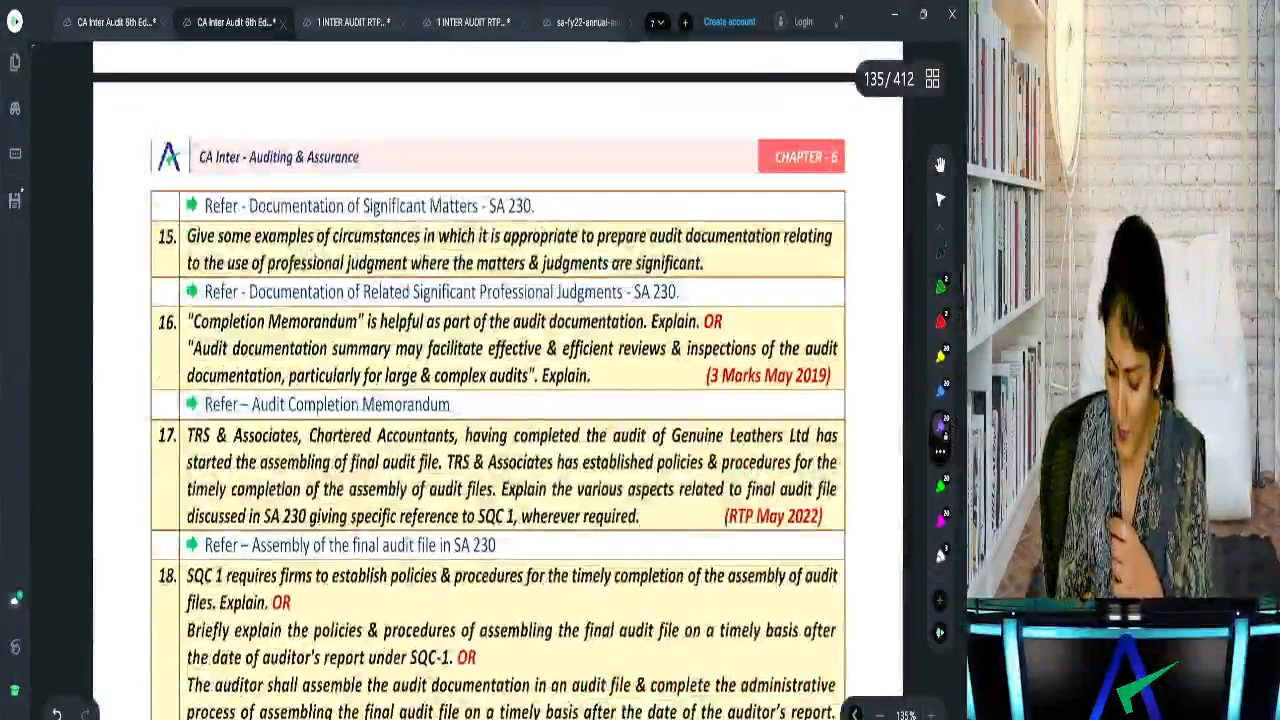 CA Inter Audit 6th Ed...*
CA Inter Audit 6th Ed...*
1 INTER AUDIT RTP...*
1 INTER AUDIT RTP...*
sa-fy22-annual-au
7
Create account
Login
135 / 412
CA Inter - Auditing & Assurance
CHAPTER - 6
Refer - Documentation of Significant Matters - SA 230.
15. Give some examples of circumstances in which it is appropriate to prepare audit documentation relating
to the use of professional judgment where the matters & judgments are significant.
Refer - Documentation of Related Significant Professional Judgments - SA 230.
16. "Completion Memorandum" is helpful as part of the audit documentation. Explain. OR
"Audit documentation summary may facilitate effective & efficient reviews & inspections of the audit
documentation, particularly for large & complex audits". Explain. (3 Marks May 2019)
Refer – Audit Completion Memorandum
17. TRS & Associates, Chartered Accountants, having completed the audit of Genuine Leathers Ltd has
started the assembling of final audit file. TRS & Associates has established policies & procedures for the
timely completion of the assembly of audit files. Explain the various aspects related to final audit file
discussed in SA 230 giving specific reference to SQC 1, wherever required. (RTP May 2022)
Refer – Assembly of the final audit file in SA 230
18. SQC 1 requires firms to establish policies & procedures for the timely completion of the assembly of audit
files. Explain. OR
Briefly explain the policies & procedures of assembling the final audit file on a timely basis after
the date of auditor's report under SQC-1. OR
The auditor shall assemble the audit documentation in an audit file & complete the administrative
process of assembling the final audit file on a timely basis after the date of the auditor's report.
135%